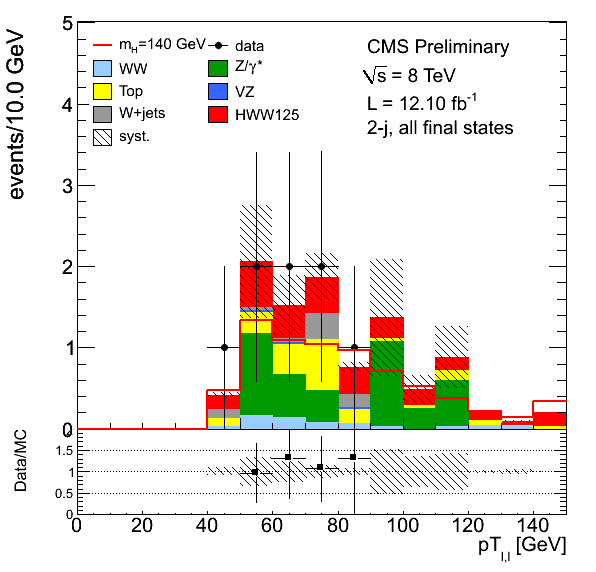 5
4
3
2
1
0
events/10.0 GeV
m_H=140 GeV
data
WW
Z/γ*
Top
VZ
W+jets
HWW125
syst.
CMS Preliminary
√s = 8 TeV
L = 12.10 fb⁻¹
2-j, all final states
2
1.5
1
0.5
0
Data/MC
0 20 40 60 80 100 120 140
pT_l,l [GeV]